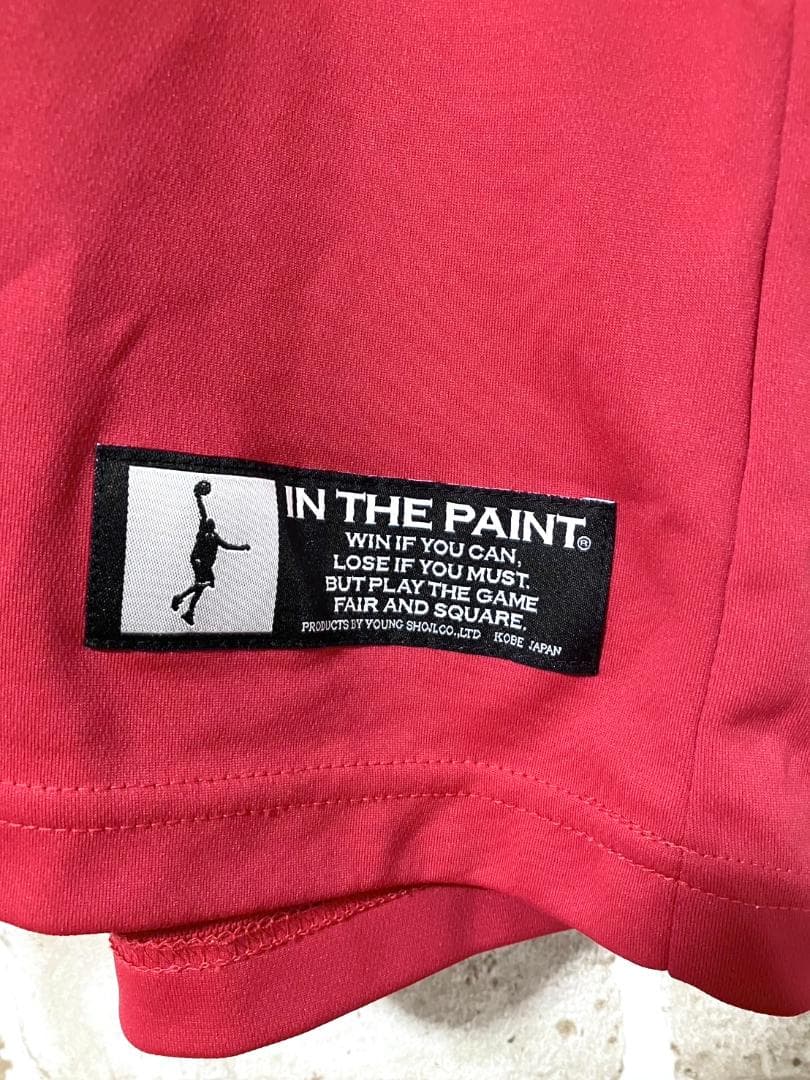 IN THE PAINT®
WIN IF YOU CAN,
LOSE IF YOU MUST.
BUT PLAY THE GAME
FAIR AND SQUARE.
PRODUCTS BY YOUNG SHOJI.CO.,LTD KOBE JAPAN